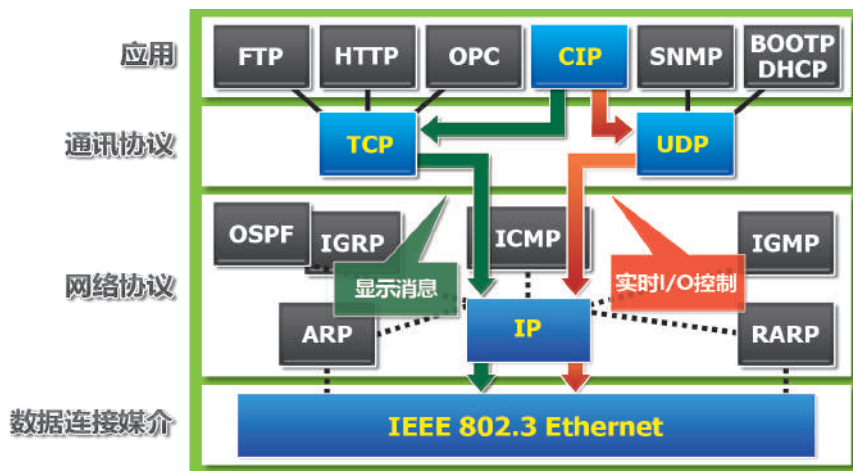 应用
FTP
HTTP
OPC
CIP
SNMP
BOOTP
DHCP
通讯协议
TCP
UDP
网络协议
OSPF
IGRP
ICMP
IGMP
显示消息
实时I/O控制
ARP
IP
RARP
数据连接媒介
IEEE 802.3 Ethernet